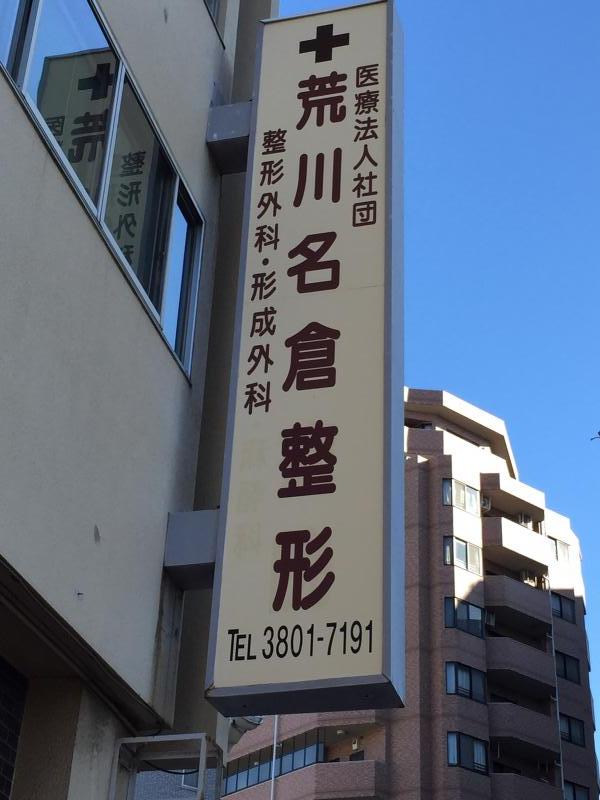 医療法人社団
荒川名倉整形
整形外科・形成外科
TEL 3801-7191